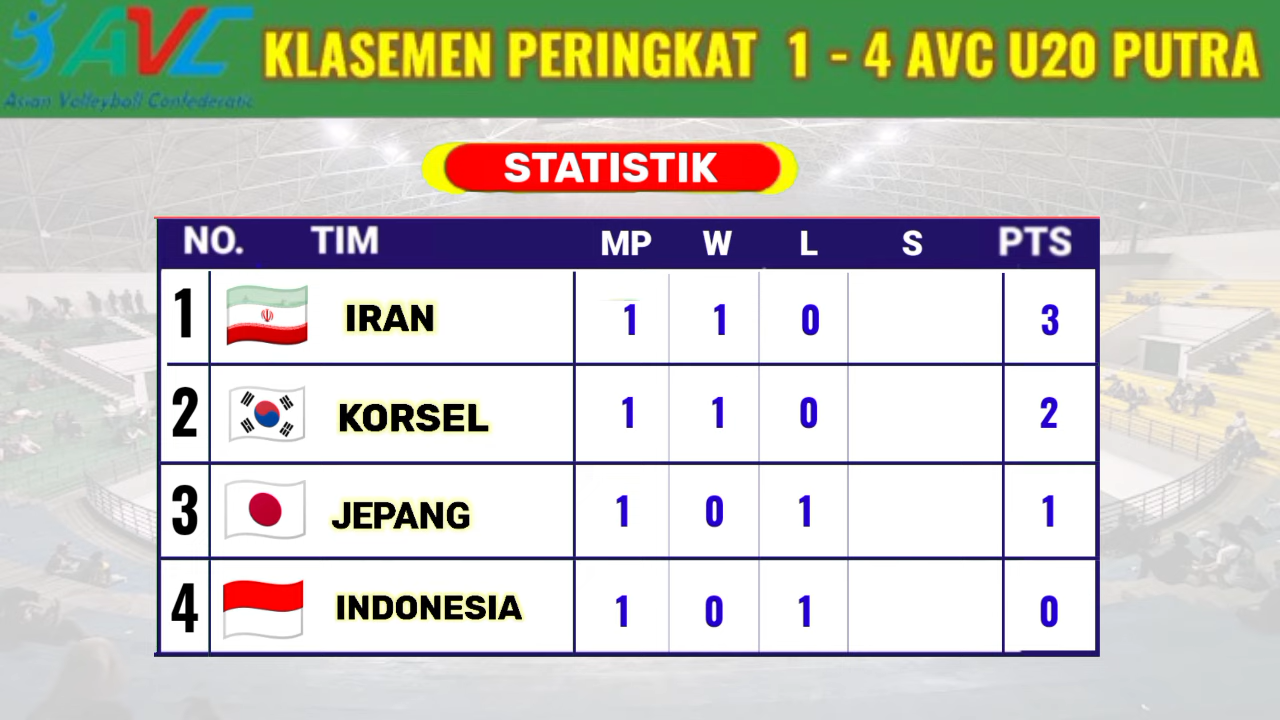 AVC KLASEMEN PERINGKAT 1 - 4 AVC U20 PUTRA
Asian Volleyball Confederatic
STATISTIK
NO. TIM MP W L S PTS
1 IRAN 1 1 0 3
2 KORSEL 1 1 0 2
3 JEPANG 1 0 1 1
4 INDONESIA 1 0 1 0